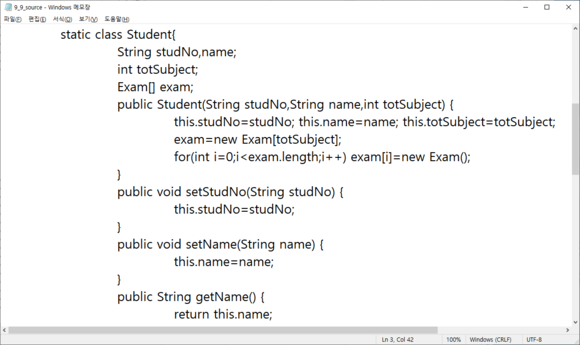 9_9_source - Windows 메모장
파일(F) 편집(E) 서식(O) 보기(V) 도움말(H)
static class Student{
String studNo,name;
int totSubject;
Exam[] exam;
public Student(String studNo,String name,int totSubject) {
this.studNo=studNo; this.name=name; this.totSubject=totSubject;
exam=new Exam[totSubject];
for(int i=0;i<exam.length;i++) exam[i]=new Exam();
}
public void setStudNo(String studNo) {
this.studNo=studNo;
}
public void setName(String name) {
this.name=name;
}
public String getName() {
return this.name;
Ln 3, Col 42 100% Windows (CRLF) UTF-8